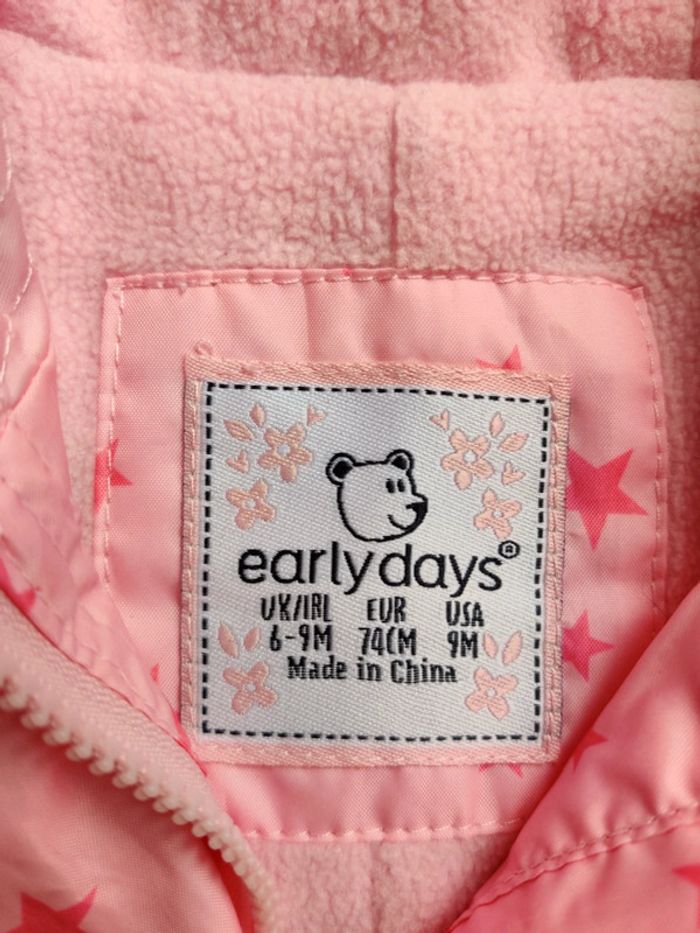 earlydays®
UK/IRL EUR USA
6-9M 74CM 9M
Made in China